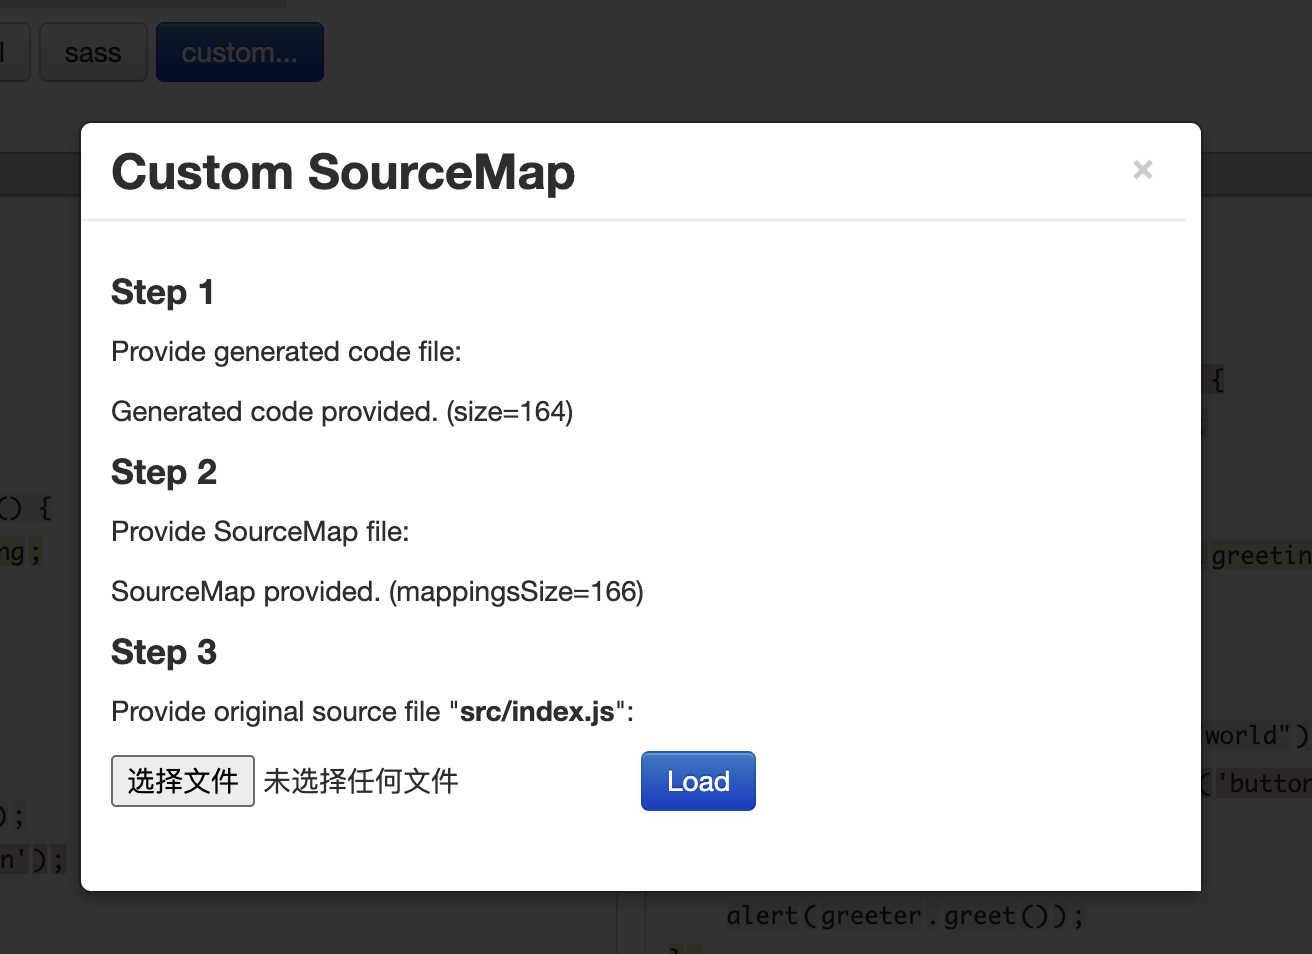 l
sass
custom...
Custom SourceMap
×
Step 1
Provide generated code file:
{
Generated code provided. (size=164)
Step 2
() {
Provide SourceMap file:
ng;
.greetin
SourceMap provided. (mappingsSize=166)
Step 3
Provide original source file "src/index.js":
world")
选择文件 未选择任何文件
Load
('button
);
n');
alert(greeter.greet());